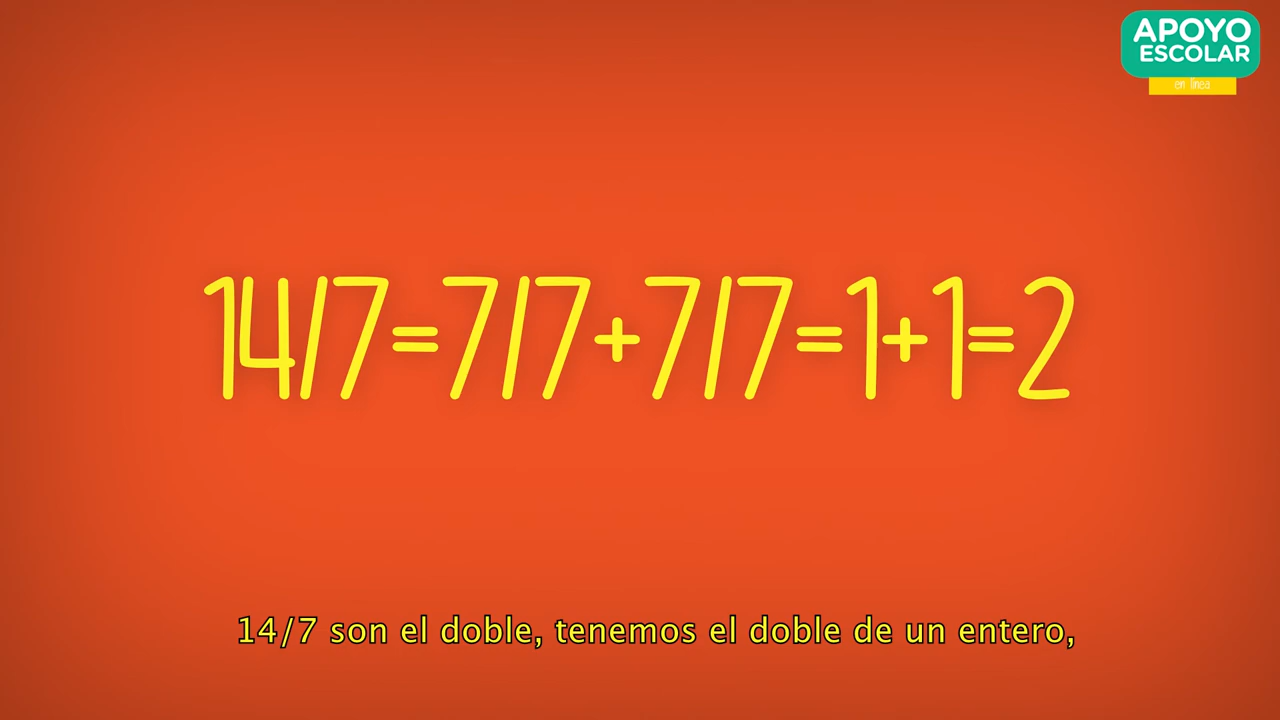 APOYO
ESCOLAR
en línea
14/7=7/7+7/7=1+1=2
14/7 son el doble, tenemos el doble de un entero,